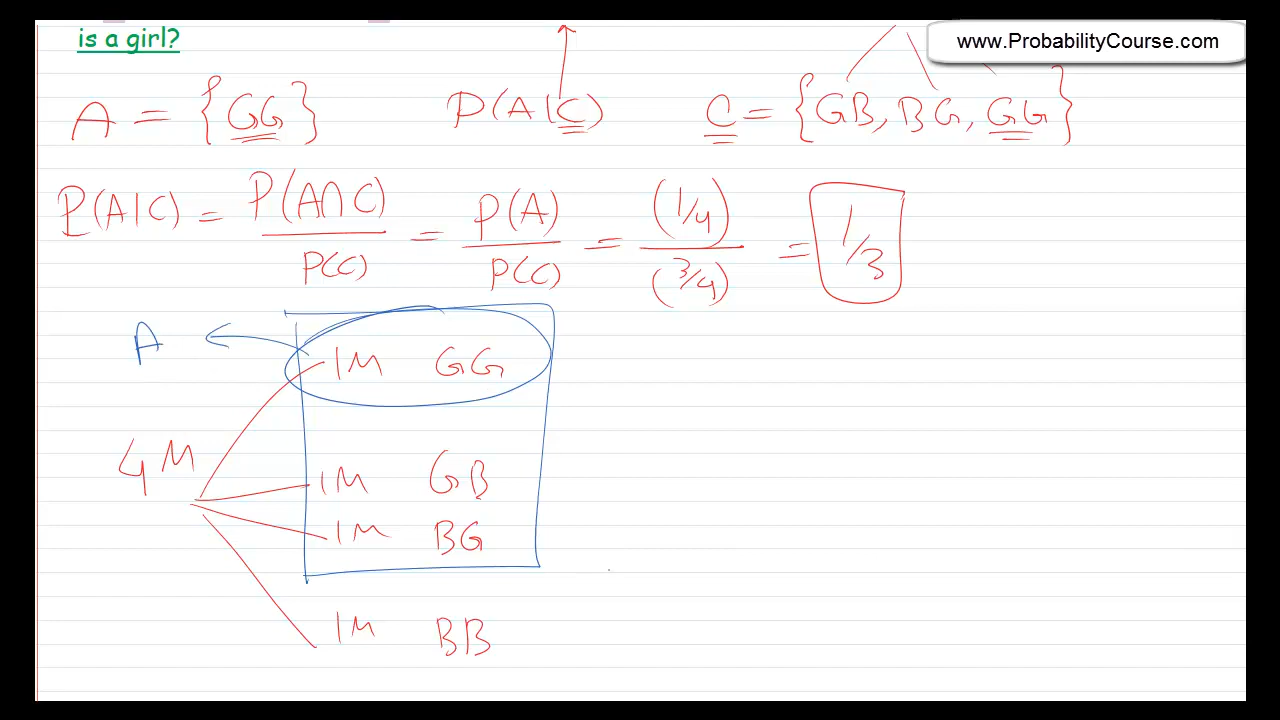 is a girl?
www.ProbabilityCourse.com
A = {GG} P(A|C) C = {GB, BG, GG}
P(A|C) = P(A∩C)/P(C) = P(A)/P(C) = (1/4)/(3/4) = 1/3
A
1M GG
4M
1M GB
1M BG
1M BB